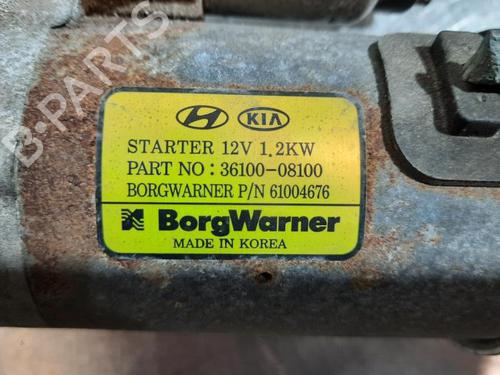 B-PARTS
KIA
STARTER 12V 1.2KW
PART NO : 36100-08100
BORGWARNER P/N 61004676
BorgWarner
MADE IN KOREA